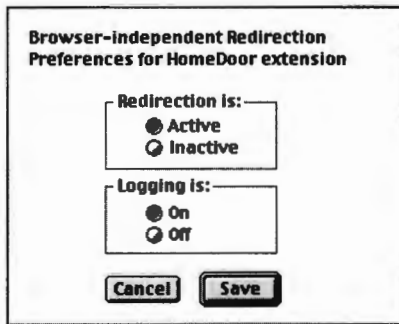 Browser-independent Redirection
Preferences for HomeDoor extension
Redirection is:
Active
Inactive
Logging is:
On
Off
Cancel
Save